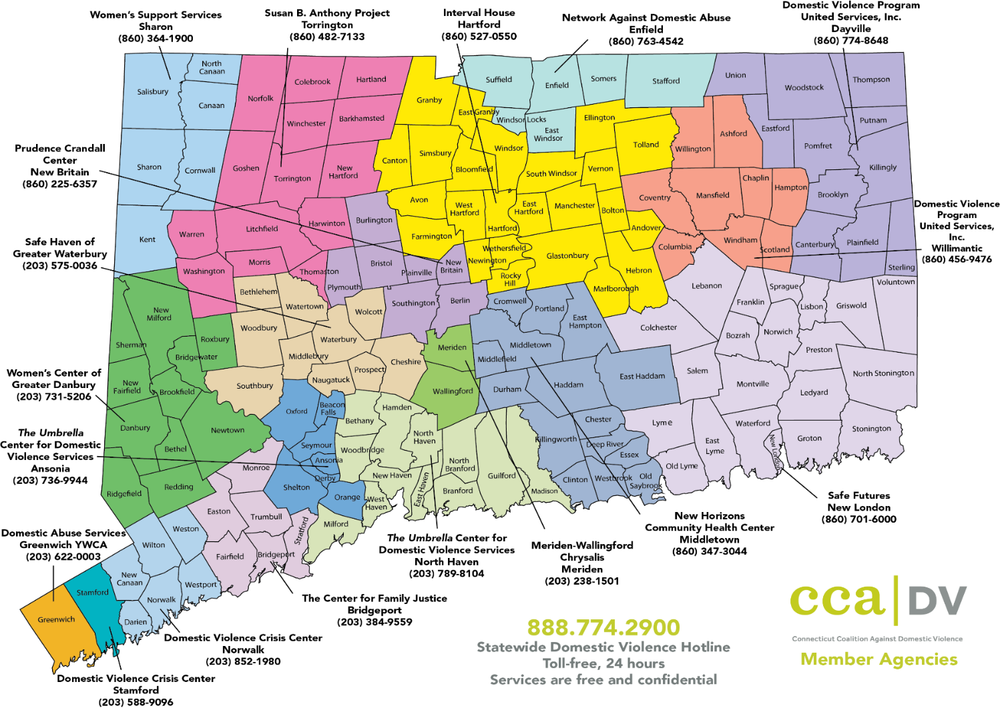 Women's Support Services
Sharon
(860) 364-1900
Susan B. Anthony Project
Torrington
(860) 482-7133
Interval House
Hartford
(860) 527-0550
Network Against Domestic Abuse
Enfield
(860) 763-4542
Domestic Violence Program
United Services, Inc.
Dayville
(860) 774-8648
Prudence Crandall
Center
New Britain
(860) 225-6357
Safe Haven of
Greater Waterbury
(203) 575-0036
Women's Center of
Greater Danbury
(203) 731-5206
The Umbrella
Center for Domestic
Violence Services
Ansonia
(203) 736-9944
Domestic Abuse Services
Greenwich YWCA
(203) 622-0003
Domestic Violence
Program
United Services,
Inc.
Willimantic
(860) 456-9476
Salisbury
North
Canaan
Canaan
Norfolk
Colebrook
Hartland
Winchester
Barkhamsted
Granby
East Granby
Suffield
Enfield
Somers
Stafford
Union
Woodstock
Thompson
Windsor Locks
East
Windsor
Ellington
Tolland
Willington
Ashford
Eastford
Pomfret
Putnam
Killingly
Sharon
Cornwall
Goshen
Torrington
New
Hartford
Canton
Simsbury
Bloomfield
Windsor
South Windsor
Vernon
Coventry
Mansfield
Chaplin
Hampton
Brooklyn
Kent
Warren
Litchfield
Harwinton
Burlington
Avon
West
Hartford
Hartford
East
Hartford
Manchester
Bolton
Andover
Columbia
Windham
Scotland
Canterbury
Plainfield
Sterling
Washington
Morris
Thomaston
Plymouth
Bristol
Plainville
Farmington
New
Britain
Newington
Wethersfield
Rocky
Hill
Glastonbury
Hebron
Marlborough
Lebanon
Franklin
Sprague
Lisbon
Griswold
Voluntown
New
Milford
Bethlehem
Watertown
Wolcott
Southington
Berlin
Cromwell
Portland
East
Hampton
Colchester
Bozrah
Norwich
Preston
North Stonington
Sherman
Bridgewater
Roxbury
Woodbury
Waterbury
Middlebury
Prospect
Cheshire
Meriden
Middletown
Middlefield
Salem
Montville
Ledyard
New
Fairfield
Brookfield
Southbury
Naugatuck
Wallingford
Durham
Haddam
East Haddam
Danbury
Bethel
Newtown
Oxford
Beacon
Falls
Bethany
Hamden
North
Haven
Killingworth
Chester
Deep River
Essex
Lyme
East
Lyme
Waterford
New London
Groton
Stonington
Ridgefield
Redding
Monroe
Seymour
Ansonia
Derby
Shelton
Woodbridge
Orange
New Haven
West
Haven
East Haven
North
Branford
Branford
Guilford
Madison
Clinton
Westbrook
Old
Saybrook
Old Lyme
Wilton
Weston
Easton
Trumbull
Stratford
Milford
Fairfield
Bridgeport
New
Canaan
Norwalk
Westport
Darien
Stamford
Greenwich
Safe Futures
New London
(860) 701-6000
New Horizons
Community Health Center
Middletown
(860) 347-3044
Meriden-Wallingford
Chrysalis
Meriden
(203) 238-1501
The Umbrella Center for
Domestic Violence Services
North Haven
(203) 789-8104
The Center for Family Justice
Bridgeport
(203) 384-9559
Domestic Violence Crisis Center
Norwalk
(203) 852-1980
Domestic Violence Crisis Center
Stamford
(203) 588-9096
888.774.2900
Statewide Domestic Violence Hotline
Toll-free, 24 hours
Services are free and confidential
cca DV
Connecticut Coalition Against Domestic Violence
Member Agencies